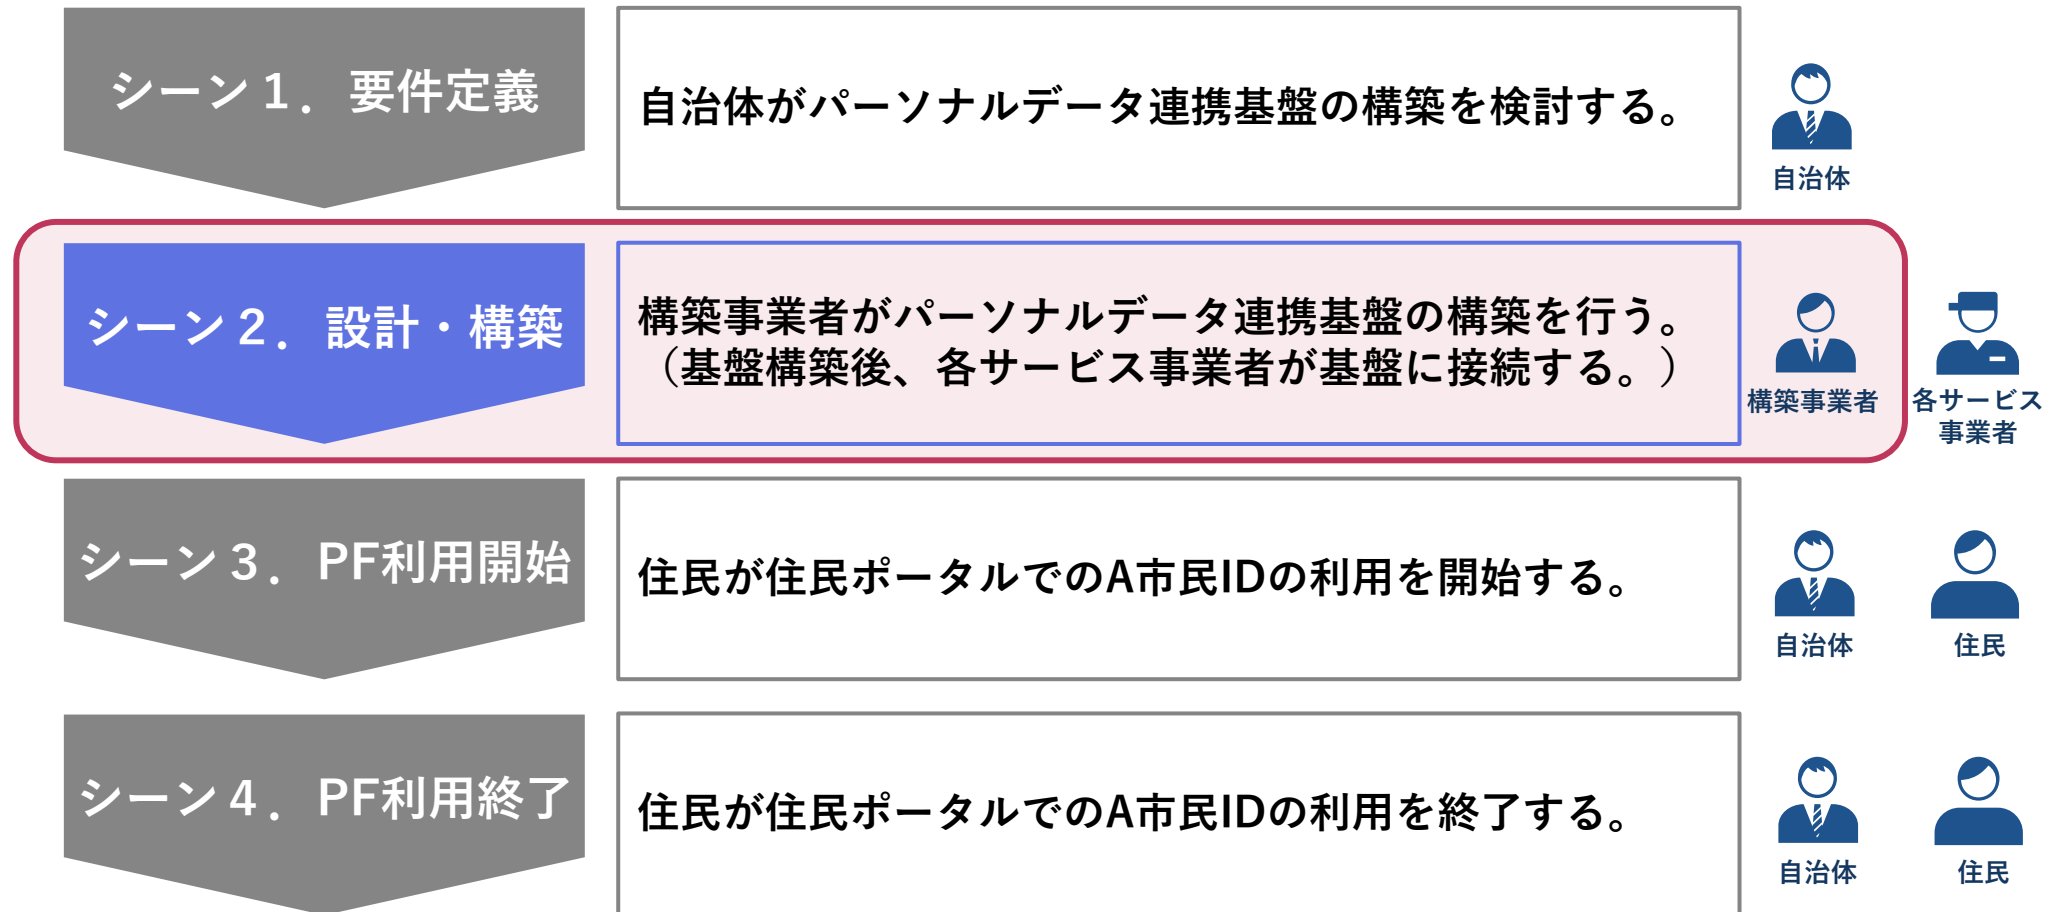 シーン１．要件定義
自治体がパーソナルデータ連携基盤の構築を検討する。
自治体
シーン２．設計・構築
構築事業者がパーソナルデータ連携基盤の構築を行う。
（基盤構築後、各サービス事業者が基盤に接続する。）
構築事業者
各サービス
事業者
シーン３．PF利用開始
住民が住民ポータルでのA市民IDの利用を開始する。
自治体
住民
シーン４．PF利用終了
住民が住民ポータルでのA市民IDの利用を終了する。
自治体
住民